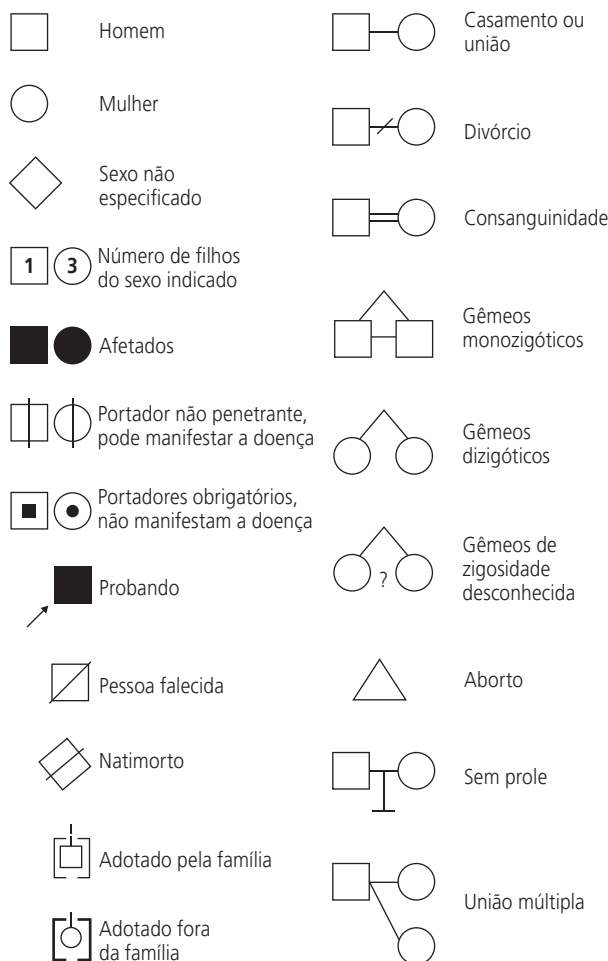 Homem
Mulher
Sexo não
especificado
1 3 Número de filhos
do sexo indicado
Afetados
Portador não penetrante,
pode manifestar a doença
Portadores obrigatórios,
não manifestam a doença
Probando
Pessoa falecida
Natimorto
Adotado pela família
Adotado fora
da família
Casamento ou
união
Divórcio
Consanguinidade
Gêmeos
monozigóticos
Gêmeos
dizigóticos
?
Gêmeos de
zigosidade
desconhecida
Aborto
Sem prole
União múltipla